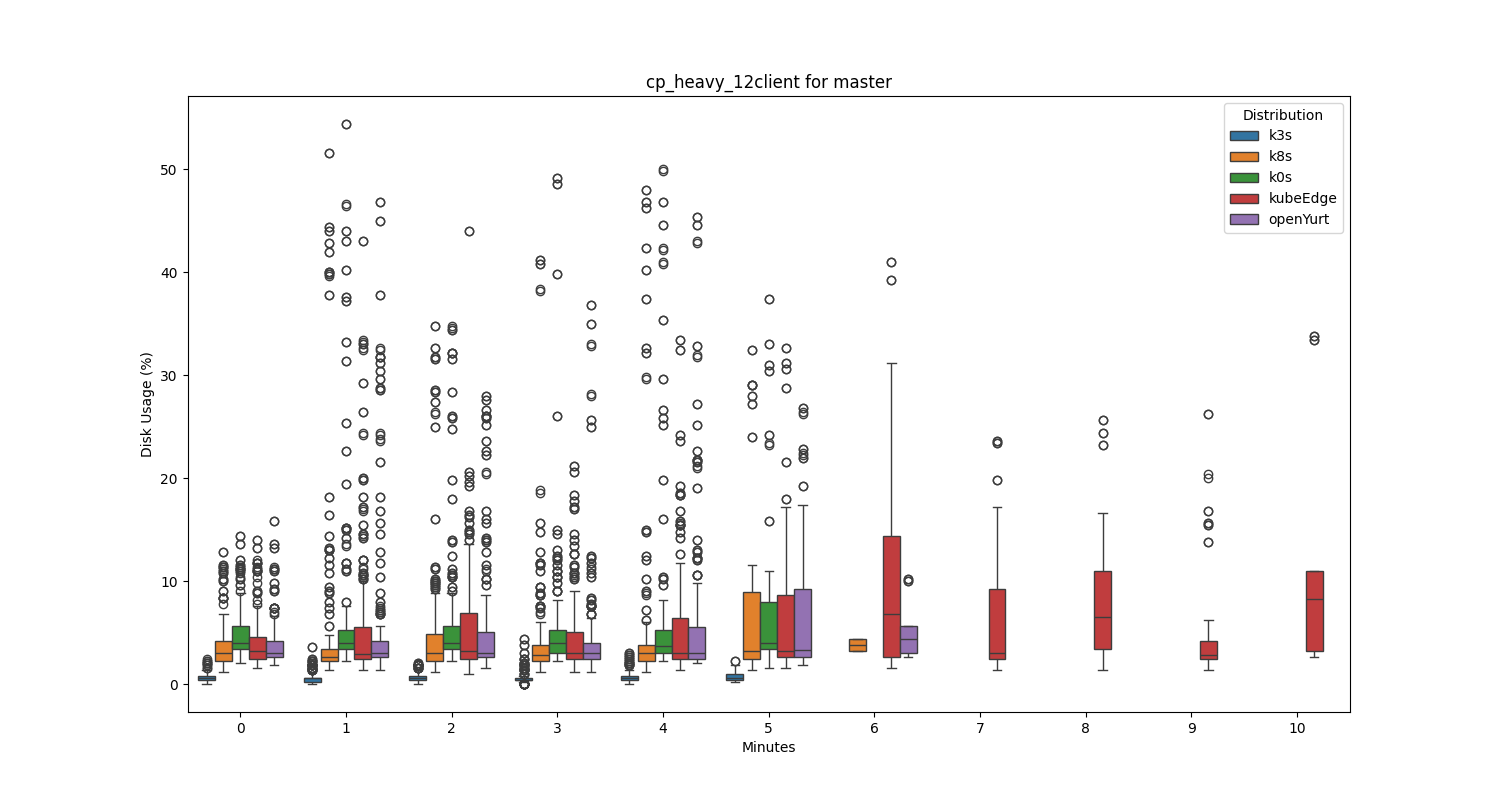 cp_heavy_12client for master
Distribution
k3s
k8s
k0s
kubeEdge
openYurt
Disk Usage (%)
50
40
30
20
10
0
0 1 2 3 4 5 6 7 8 9 10
Minutes